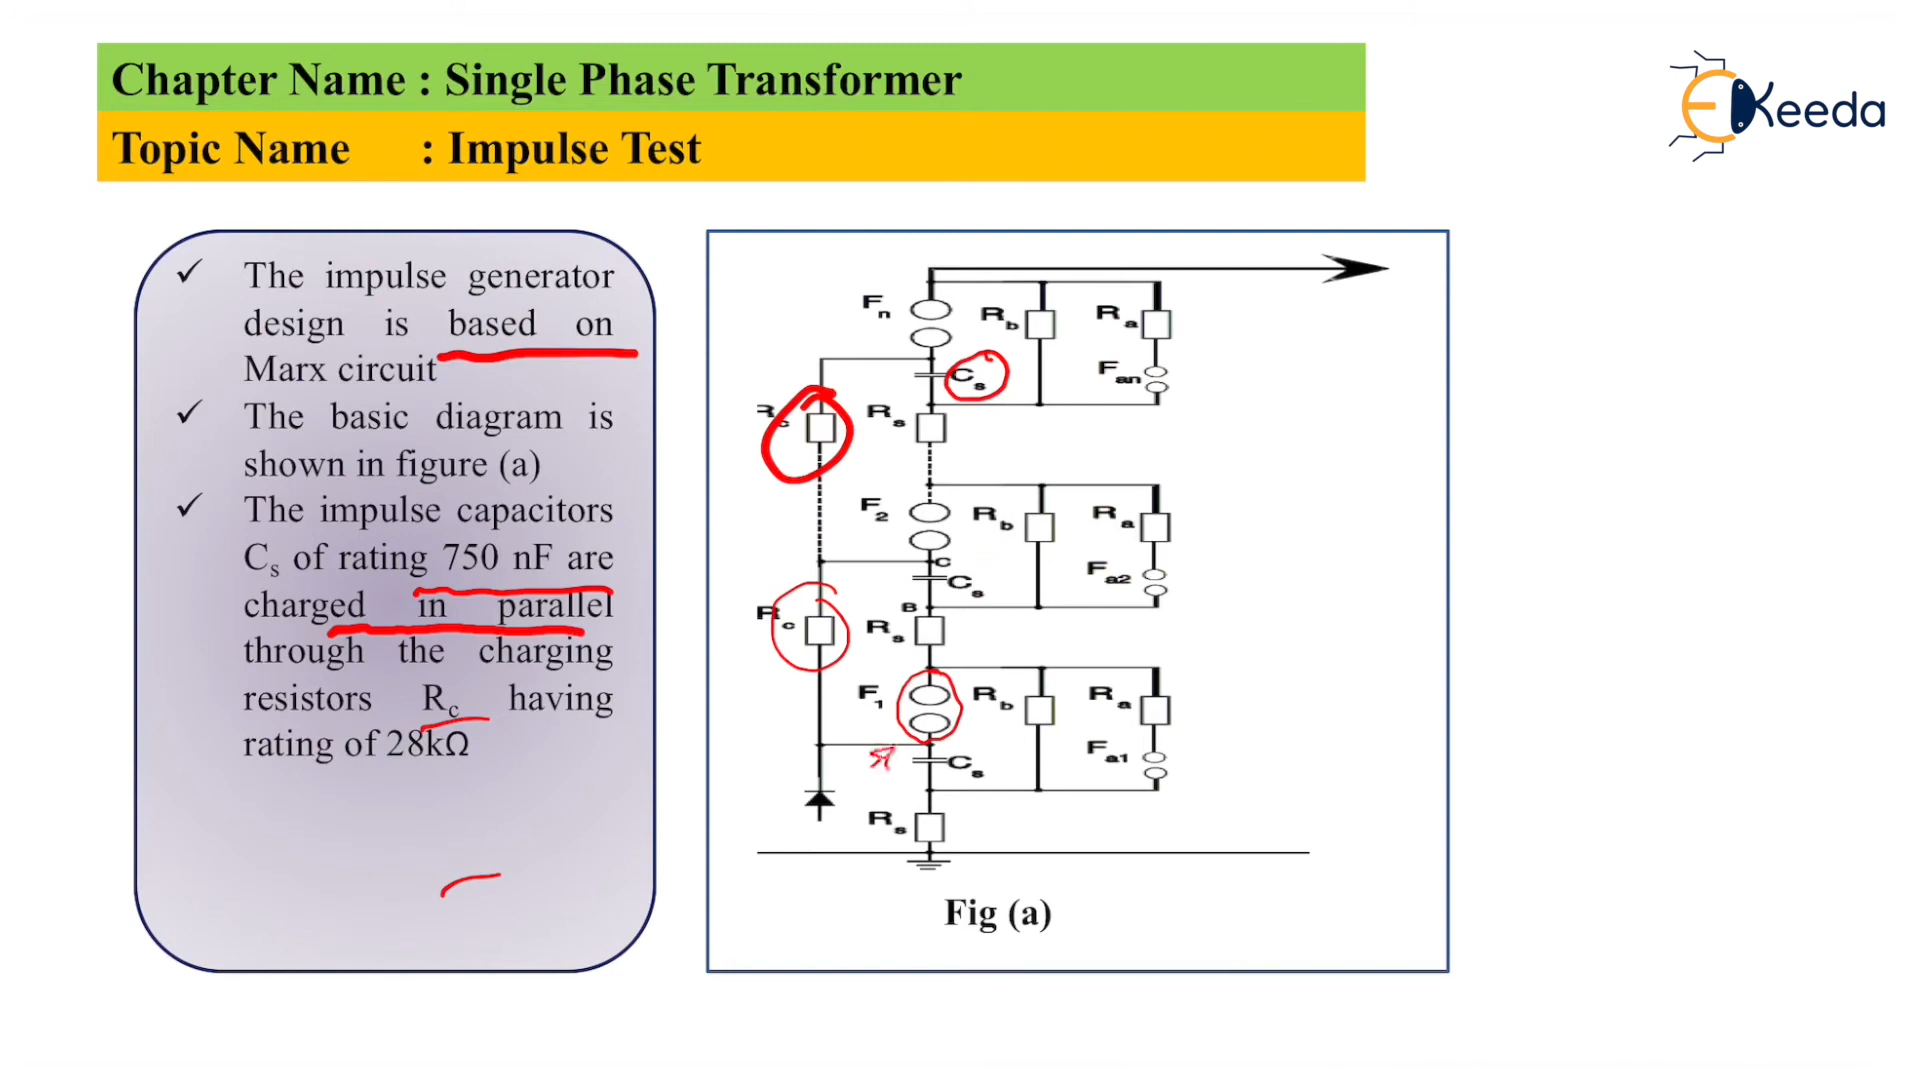 Chapter Name : Single Phase Transformer
Topic Name : Impulse Test
EKeeda
✓ The impulse generator
design is based on
Marx circuit
✓ The basic diagram is
shown in figure (a)
✓ The impulse capacitors
Cs of rating 750 nF are
charged in parallel
through the charging
resistors Rc having
rating of 28kΩ
Fn Rb Ra
Cs Fan
Rc Rs
F2 Rb Ra
C
Cs Fa2
B
Rc Rs
F1 Rb Ra
Cs Fa1
Rs
Fig (a)